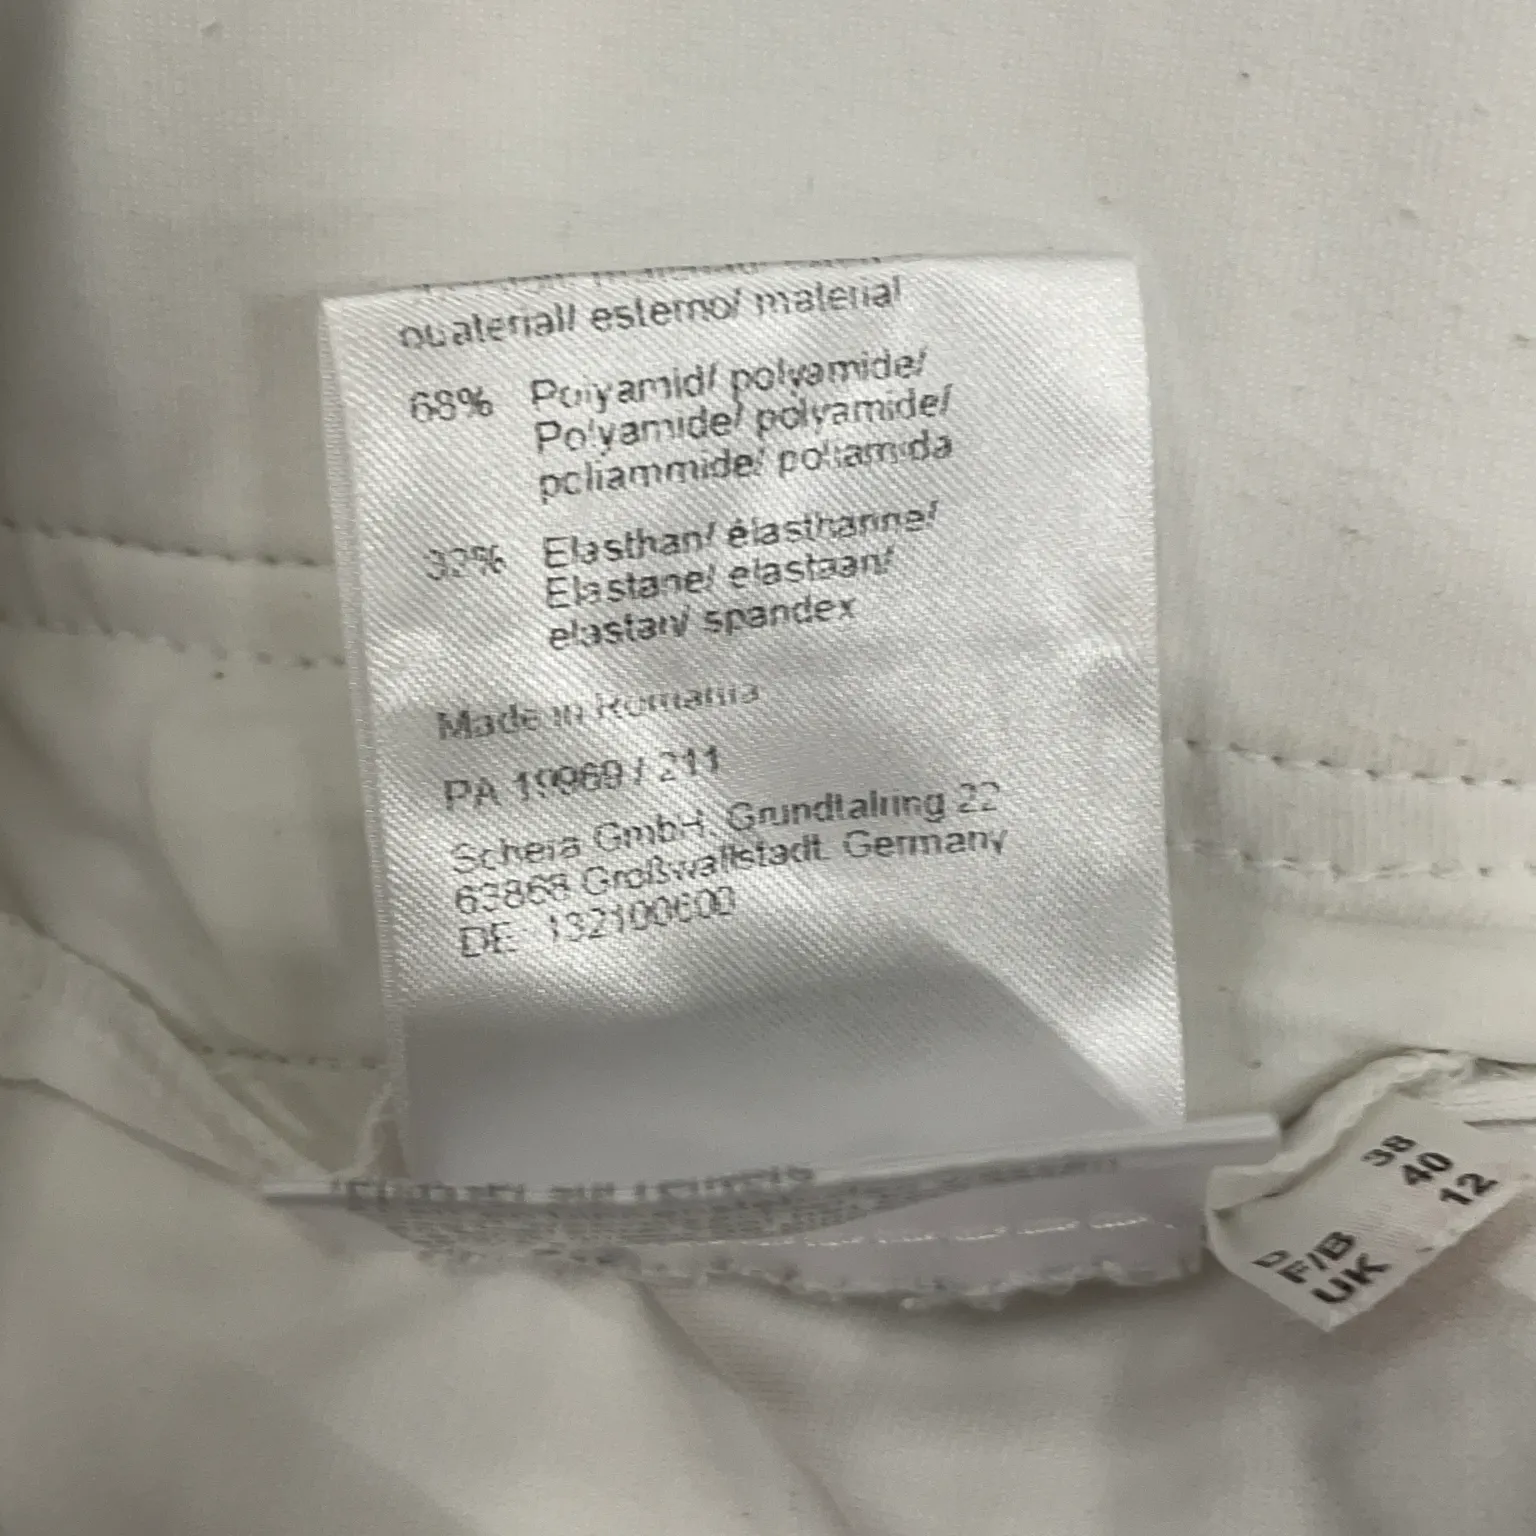 material/ esterno/ material
68% Polyamid/ polyamide/
Polyamide/ polyamide/
poliammide/ poliamida
32% Elasthan/ élasthanne/
Elastane/ elastaan/
elastan/ spandex
Made in Romania
PA 19969 / 211
Schera GmbH, Grundtalring 22
63868 Großwallstadt, Germany
DE 132100600
D 38
F/B 40
UK 12